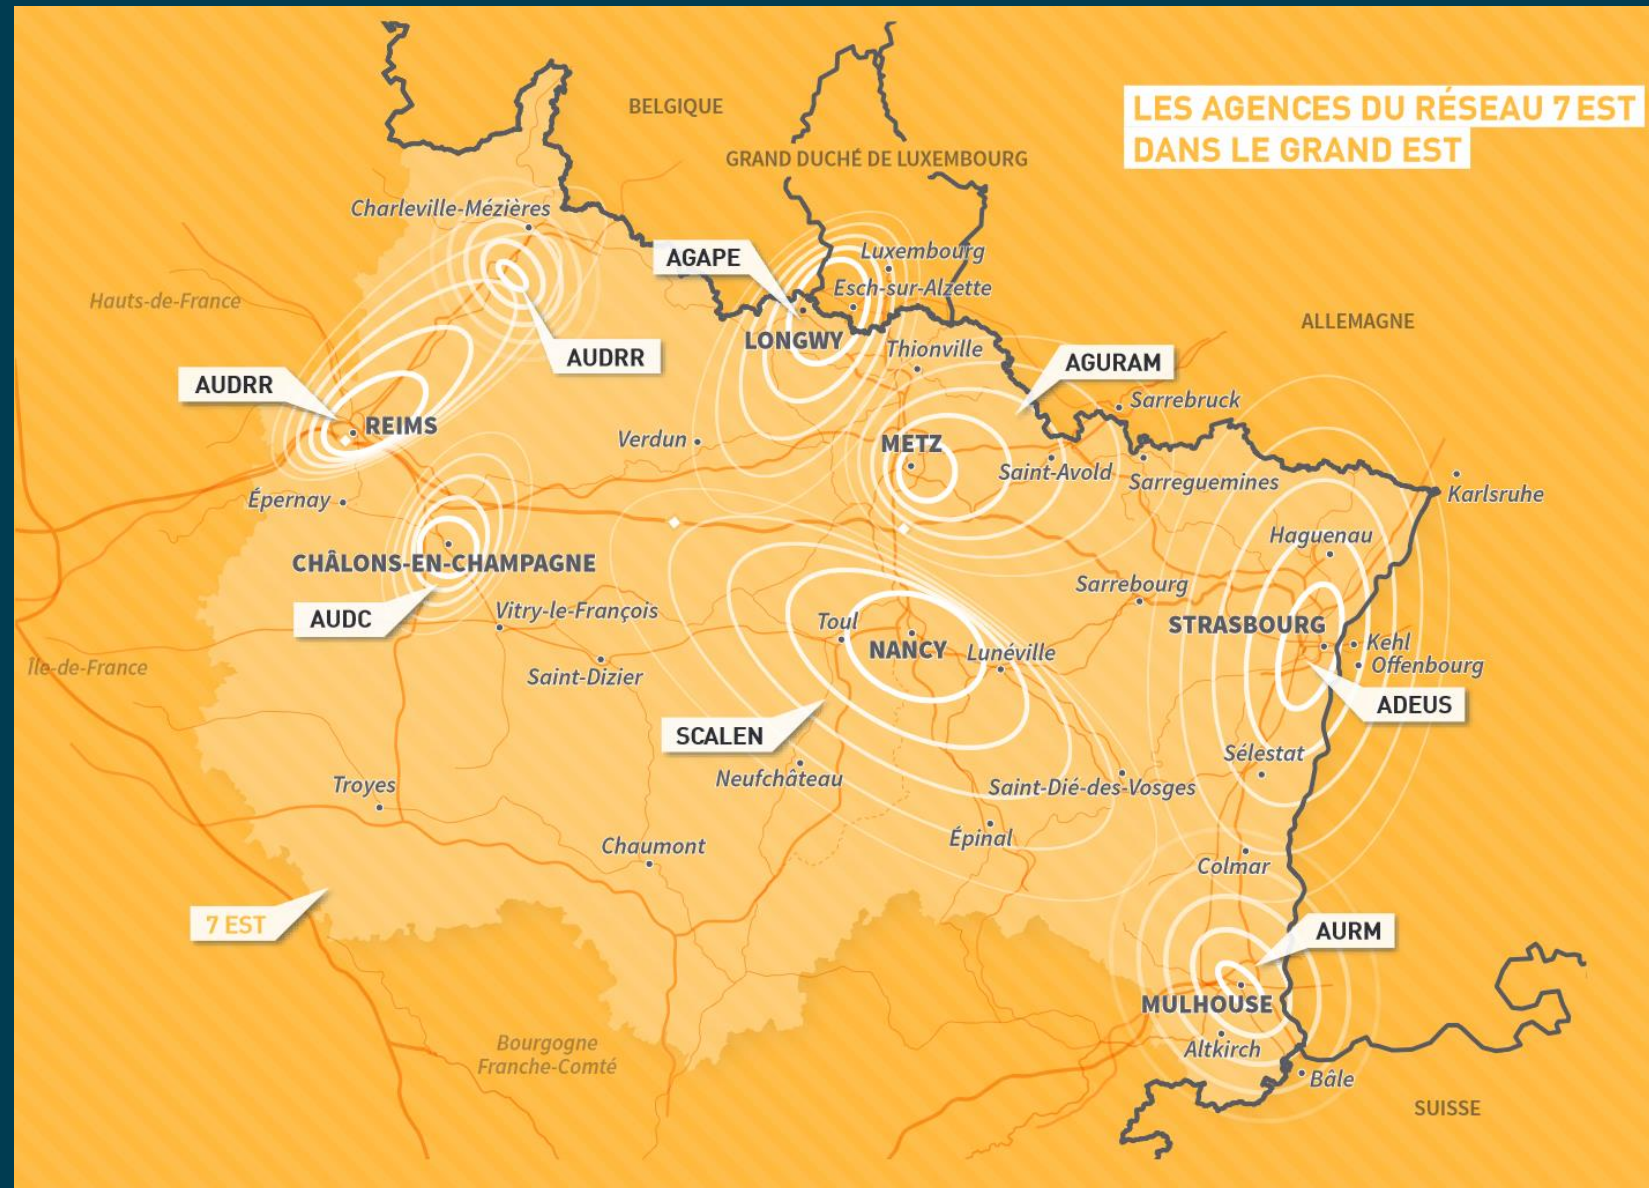 BELGIQUE
LES AGENCES DU RÉSEAU 7 EST
DANS LE GRAND EST
GRAND DUCHÉ DE LUXEMBOURG
Charleville-Mézières
AGAPE
Luxembourg
Esch-sur-Alzette
Hauts-de-France
ALLEMAGNE
LONGWY
Thionville
AUDRR
AGURAM
AUDRR
Sarrebruck
REIMS
Verdun
METZ
Saint-Avold
Sarreguemines
Karlsruhe
Épernay
Haguenau
CHÂLONS-EN-CHAMPAGNE
Sarrebourg
AUDC
Vitry-le-François
Toul
STRASBOURG
Kehl
NANCY
Lunéville
Offenbourg
Île-de-France
Saint-Dizier
ADEUS
SCALEN
Sélestat
Neufchâteau
Troyes
Saint-Dié-des-Vosges
Épinal
Chaumont
Colmar
7 EST
AURM
MULHOUSE
Bourgogne
Franche-Comté
Altkirch
Bâle
SUISSE